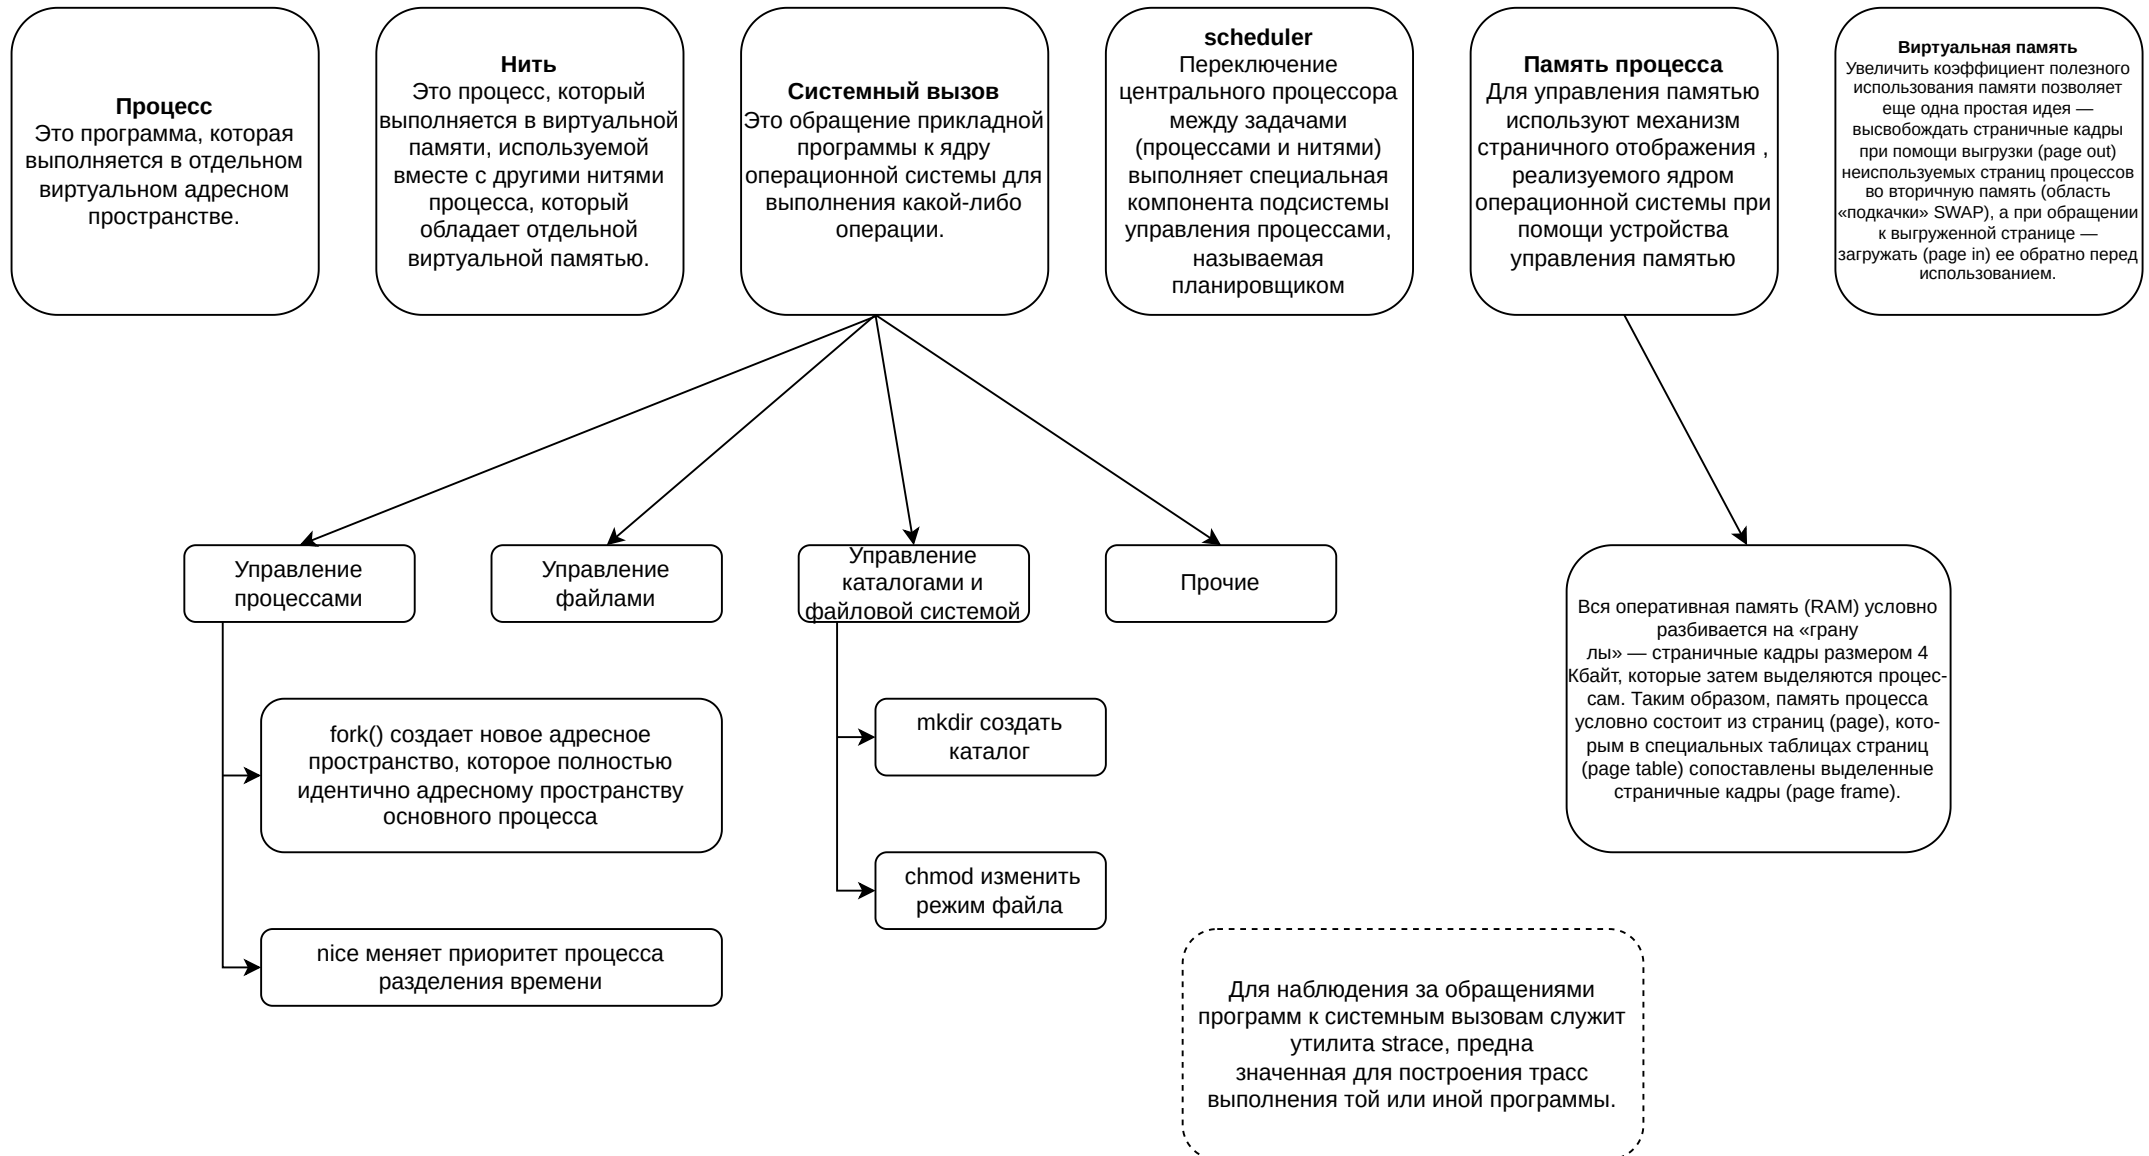 Процесс
Это программа, которая
выполняется в отдельном
виртуальном адресном
пространстве.
Нить
Это процесс, который
выполняется в виртуальной
памяти, используемой
вместе с другими нитями
процесса, который
обладает отдельной
виртуальной памятью.
Системный вызов
Это обращение прикладной
программы к ядру
операционной системы для
выполнения какой-либо
операции.
scheduler
Переключение
центрального процессора
между задачами
(процессами и нитями)
выполняет специальная
компонента подсистемы
управления процессами,
называемая
планировщиком
Память процесса
Для управления памятью
используют механизм
страничного отображения ,
реализуемого ядром
операционной системы при
помощи устройства
управления памятью
Виртуальная память
Увеличить коэффициент полезного
использования памяти позволяет
еще одна простая идея —
высвобождать страничные кадры
при помощи выгрузки (page out)
неиспользуемых страниц процессов
во вторичную память (область
«подкачки» SWAP), а при обращении
к выгруженной странице —
загружать (page in) ее обратно перед
использованием.
Управление
процессами
Управление
файлами
Управление
каталогами и
файловой системой
Прочие
Вся оперативная память (RAM) условно
разбивается на «грану
лы» — страничные кадры размером 4
Кбайт, которые затем выделяются процес-
сам. Таким образом, память процесса
условно состоит из страниц (page), кото-
рым в специальных таблицах страниц
(page table) сопоставлены выделенные
страничные кадры (page frame).
fork() создает новое адресное
пространство, которое полностью
идентично адресному пространству
основного процесса
mkdir создать
каталог
chmod изменить
режим файла
nice меняет приоритет процесса
разделения времени
Для наблюдения за обращениями
программ к системным вызовам служит
утилита strace, предна
значенная для построения трасс
выполнения той или иной программы.